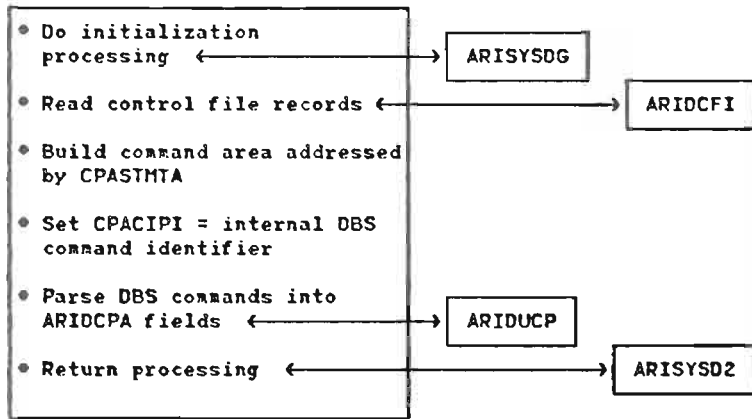 • Do initialization
processing ARISYSDG
• Read control file records ARIDCFI
• Build command area addressed
by CPASTMTA
• Set CPACIPI = internal DBS
command identifier
• Parse DBS commands into
ARIDCPA fields ARIDUCP
• Return processing ARISYSD2